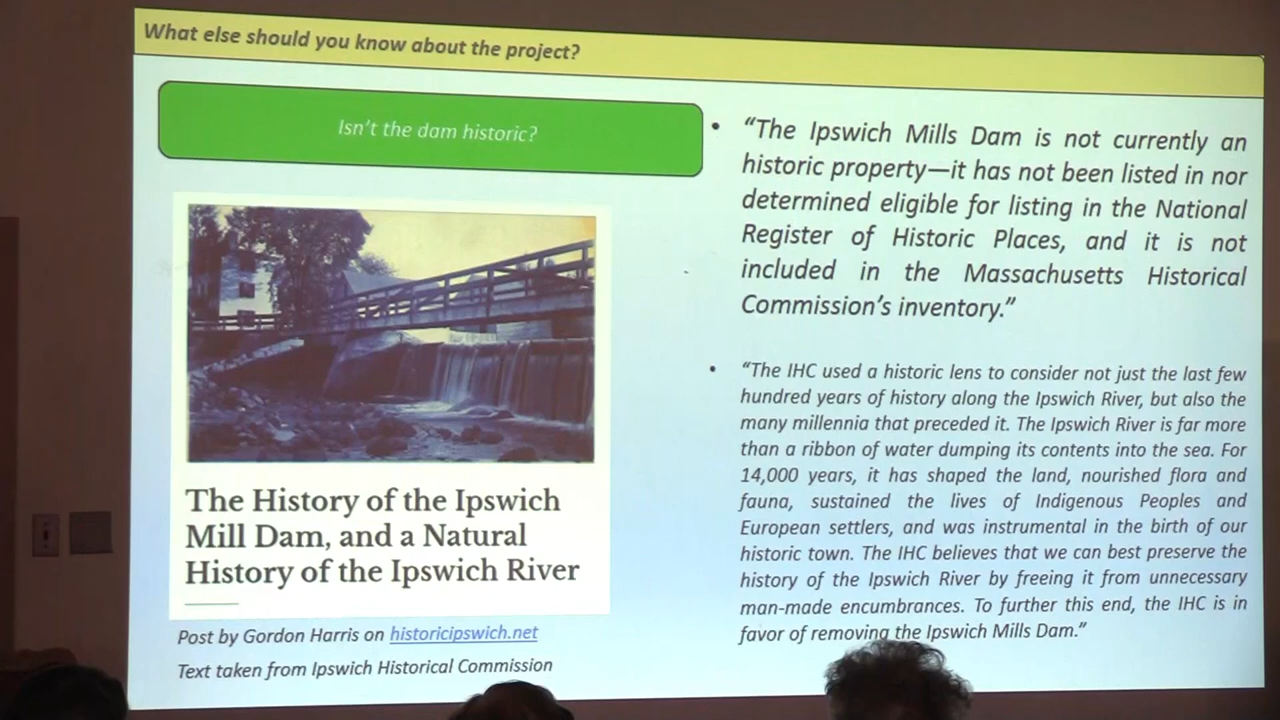 What else should you know about the project?
Isn't the dam historic?
The History of the Ipswich
Mill Dam, and a Natural
History of the Ipswich River
Post by Gordon Harris on historicipswich.net
Text taken from Ipswich Historical Commission
• “The Ipswich Mills Dam is not currently an
historic property—it has not been listed in nor
determined eligible for listing in the National
Register of Historic Places, and it is not
included in the Massachusetts Historical
Commission’s inventory.”
• “The IHC used a historic lens to consider not just the last few
hundred years of history along the Ipswich River, but also the
many millennia that preceded it. The Ipswich River is far more
than a ribbon of water dumping its contents into the sea. For
14,000 years, it has shaped the land, nourished flora and
fauna, sustained the lives of Indigenous Peoples and
European settlers, and was instrumental in the birth of our
historic town. The IHC believes that we can best preserve the
history of the Ipswich River by freeing it from unnecessary
man-made encumbrances. To further this end, the IHC is in
favor of removing the Ipswich Mills Dam.”